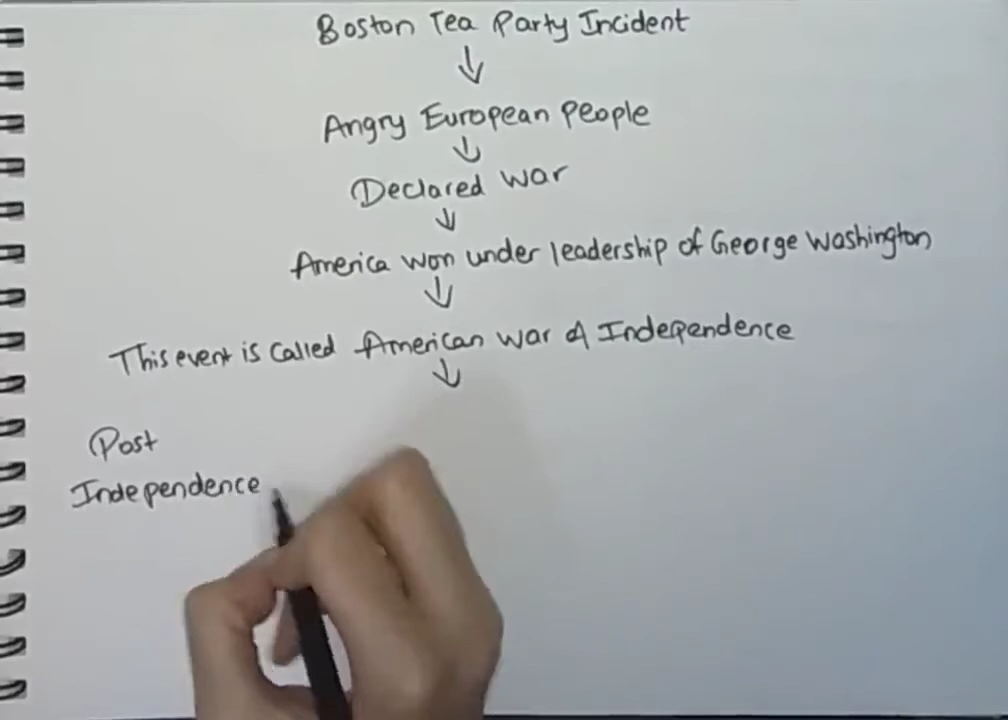 Boston Tea Party Incident
↓
Angry European People
↓
Declared war
↓
America won under leadership of George Washington
↓
This event is called American war of Independence
↓
Post
Independence